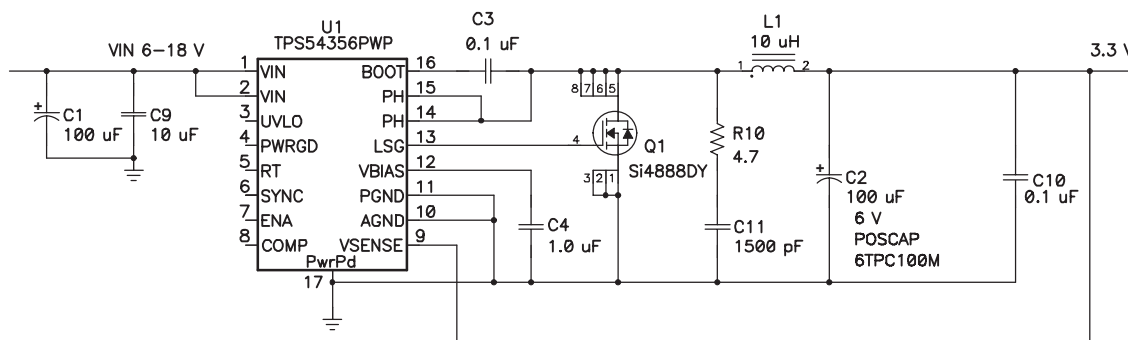 U1
TPS54356PWP
VIN 6–18 V
C3
0.1 uF
L1
10 uH
3.3 V
1 VIN BOOT 16
2 VIN PH 15
3 UVLO PH 14
4 PWRGD LSG 13
5 RT VBIAS 12
6 SYNC PGND 11
7 ENA AGND 10
8 COMP VSENSE 9
PwrPd
17
+ C1
100 uF
C9
10 uF
C4
1.0 uF
8 7 6 5
4
3 2 1
Q1
Si4888DY
1 2
R10
4.7
C11
1500 pF
+ C2
100 uF
6 V
POSCAP
6TPC100M
C10
0.1 uF